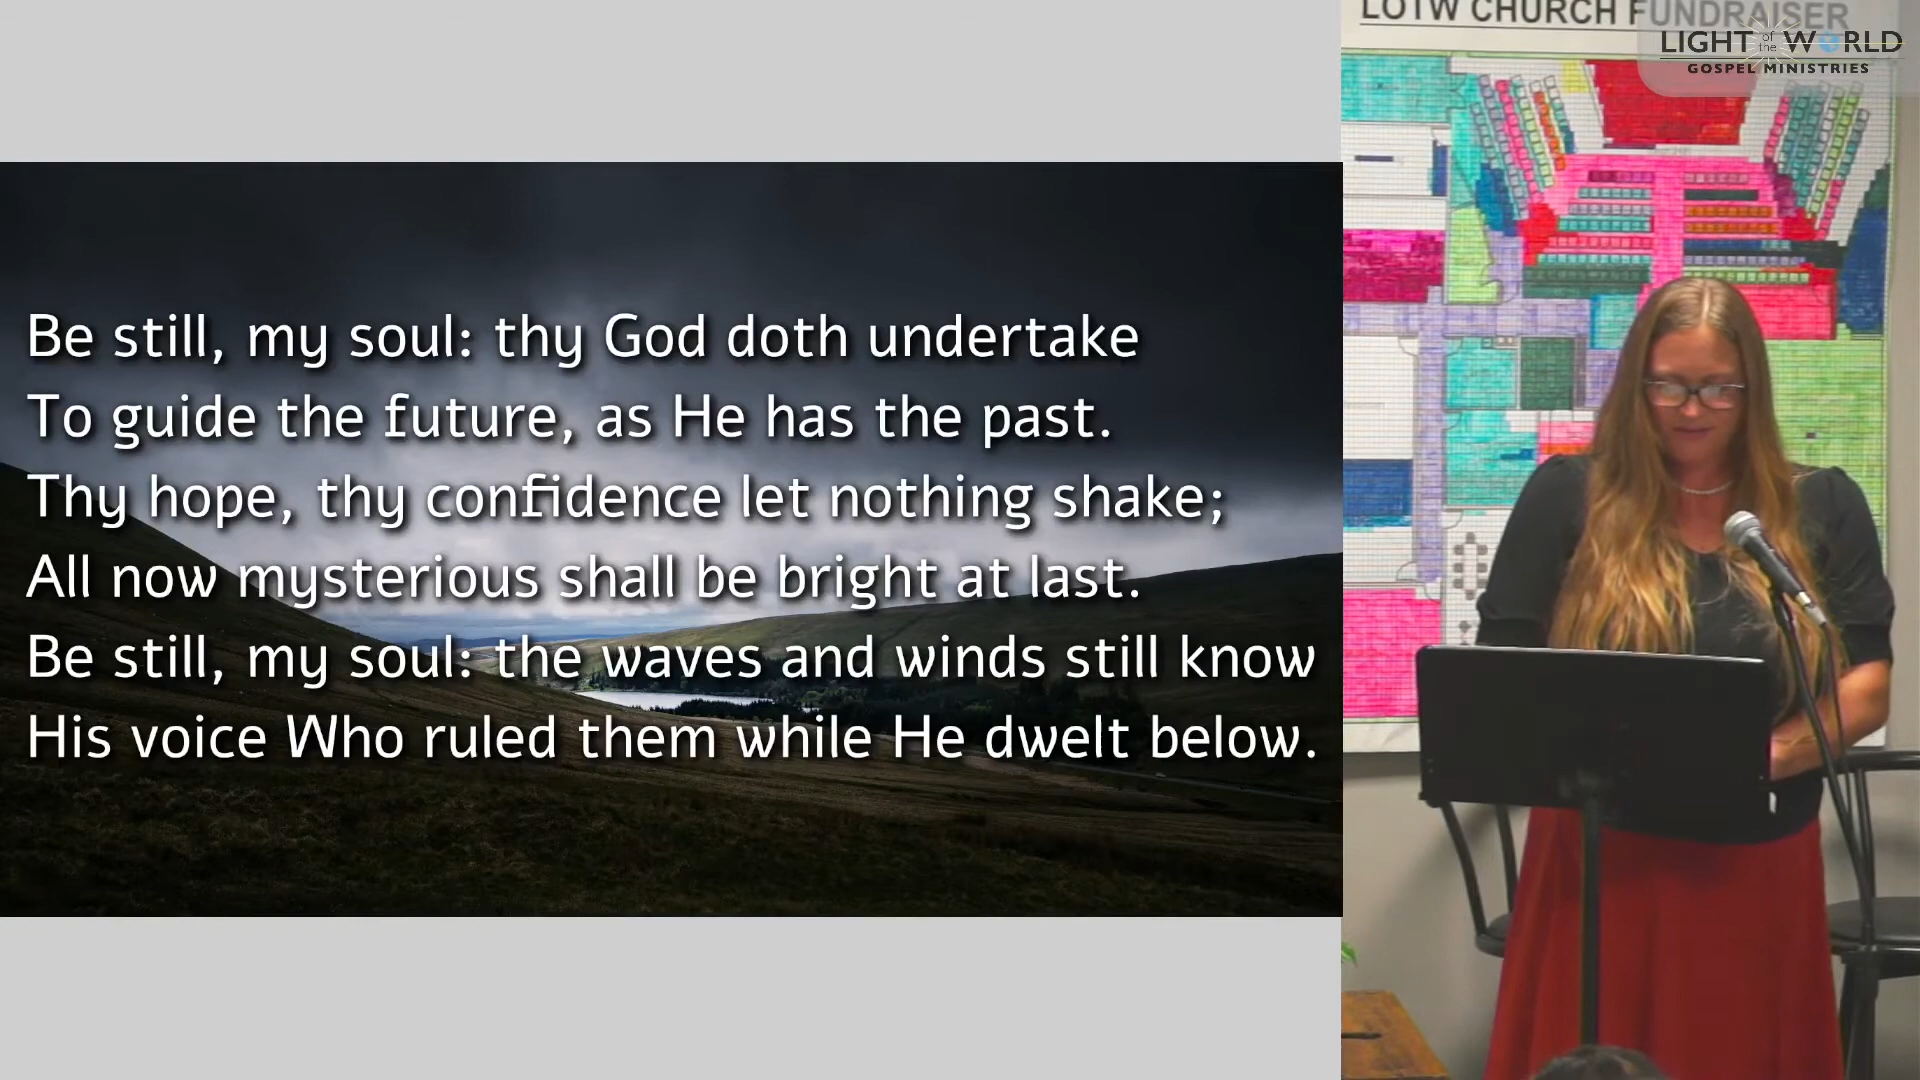 Be still, my soul: thy God doth undertake
To guide the future, as He has the past.
Thy hope, thy confidence let nothing shake;
All now mysterious shall be bright at last.
Be still, my soul: the waves and winds still know
His voice Who ruled them while He dwelt below.
LOTW CHURCH FUNDRAISER
LIGHT of the WORLD
GOSPEL MINISTRIES